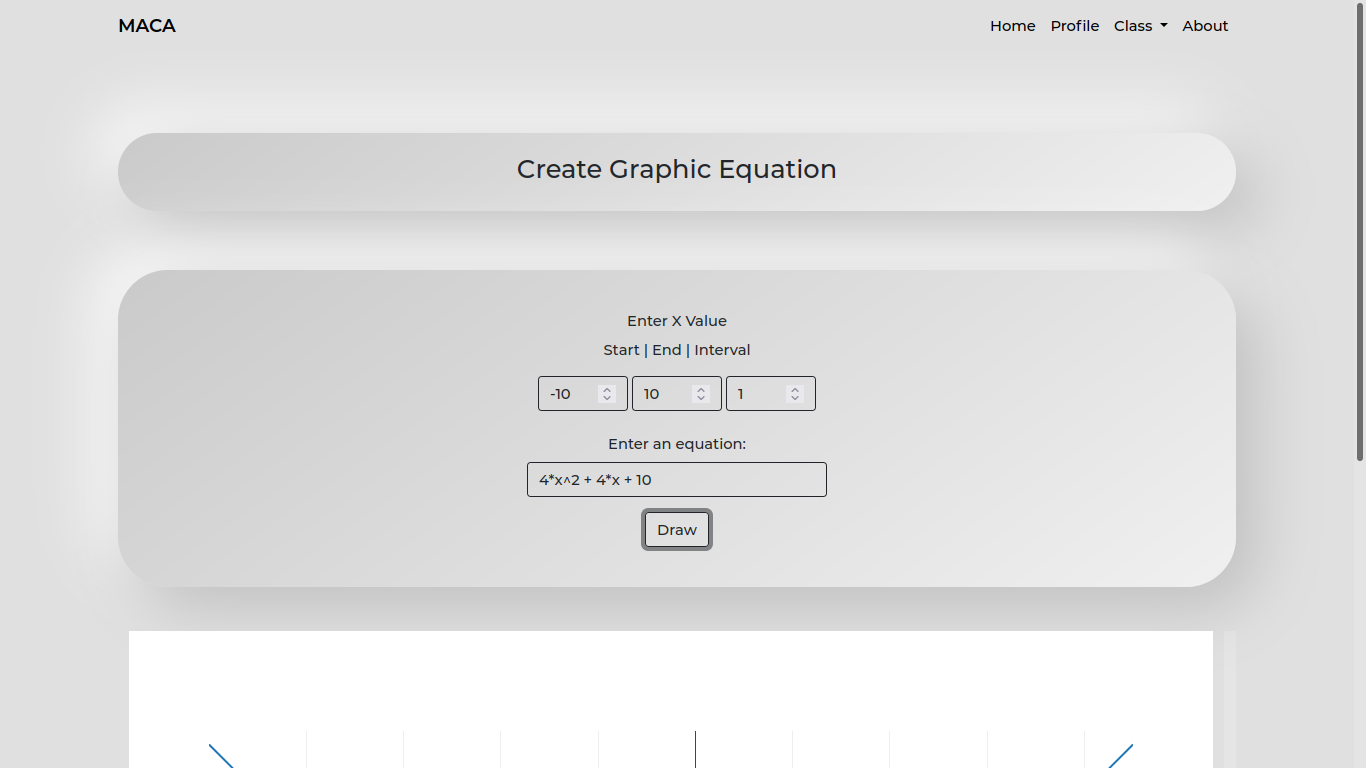 MACA
Home Profile Class About
Create Graphic Equation
Enter X Value
Start | End | Interval
-10 10 1
Enter an equation:
4*x^2 + 4*x + 10
Draw